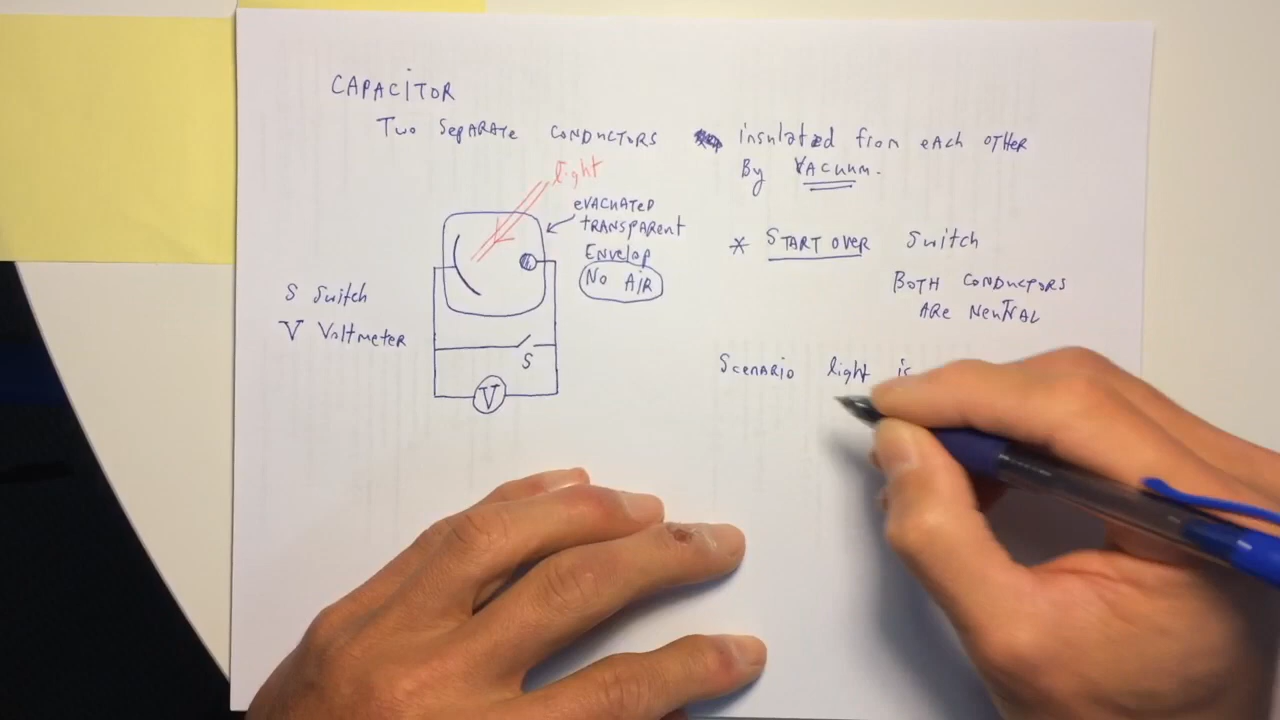 CAPACITOR
Two SepARATe CONDUCTORS insulated from eAcH OTHeR
By VACUUM.
light
eVACUATeD
TRANSpaRent
Envelop
No AiR
* START OVER Switch
BOTH CONDUCTORS
ARe NeuTRAL
S Switch
V Voltmeter
S
V
ScenARio light is